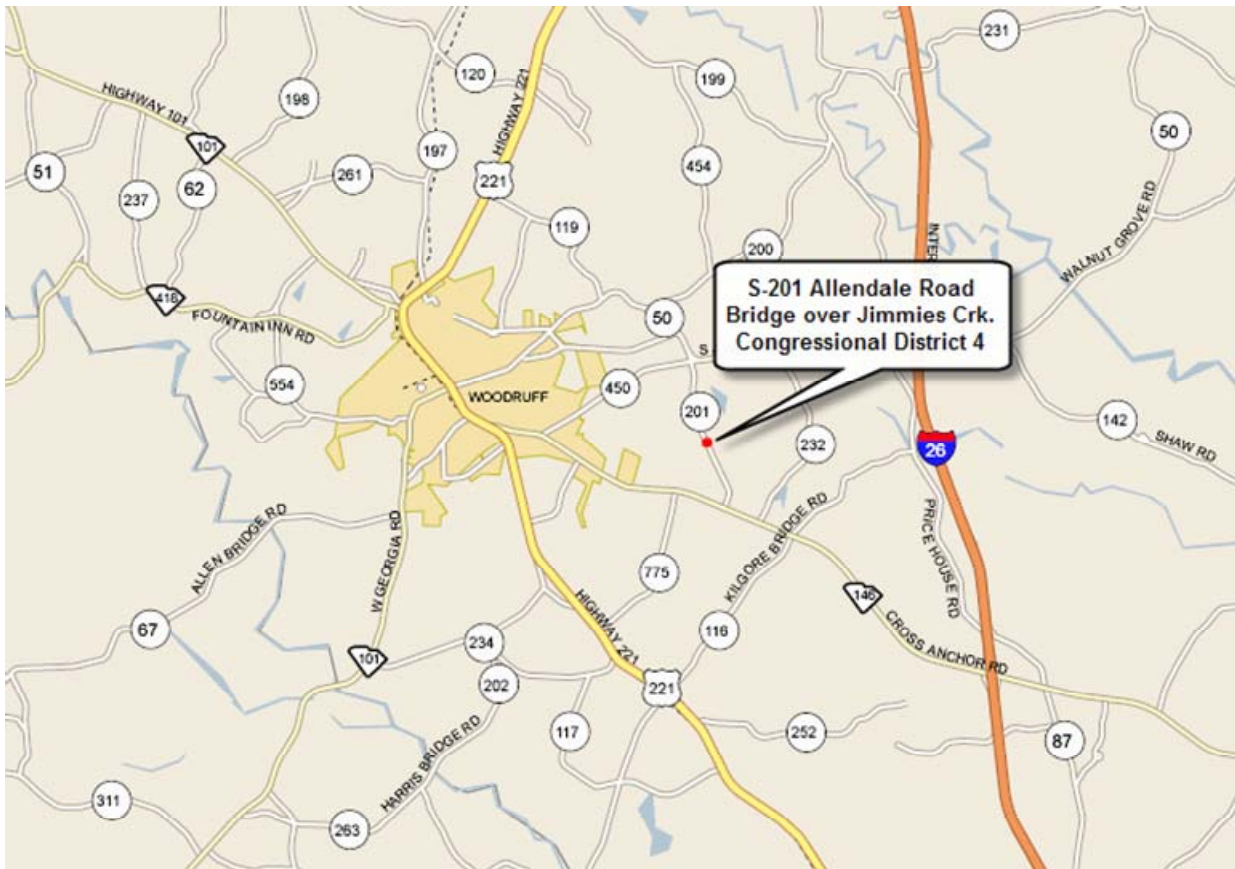 231
120
199
198
HIGHWAY 101
HIGHWAY 221
50
101
197
454
51
261
221
62
237
119
INTER
WALNUT GROVE RD
200
418
S-201 Allendale Road
Bridge over Jimmies Crk.
Congressional District 4
FOUNTAIN INN RD
50
S
554
450
WOODRUFF
201
142
232
SHAW RD
26
ALLEN BRIDGE RD
W GEORGIA RD
KILGORE BRIDGE RD
PRICE HOUSE RD
775
146
HIGHWAY 221
67
116
CROSS ANCHOR RD
234
101
202
221
117
252
87
HARRIS BRIDGE RD
311
263